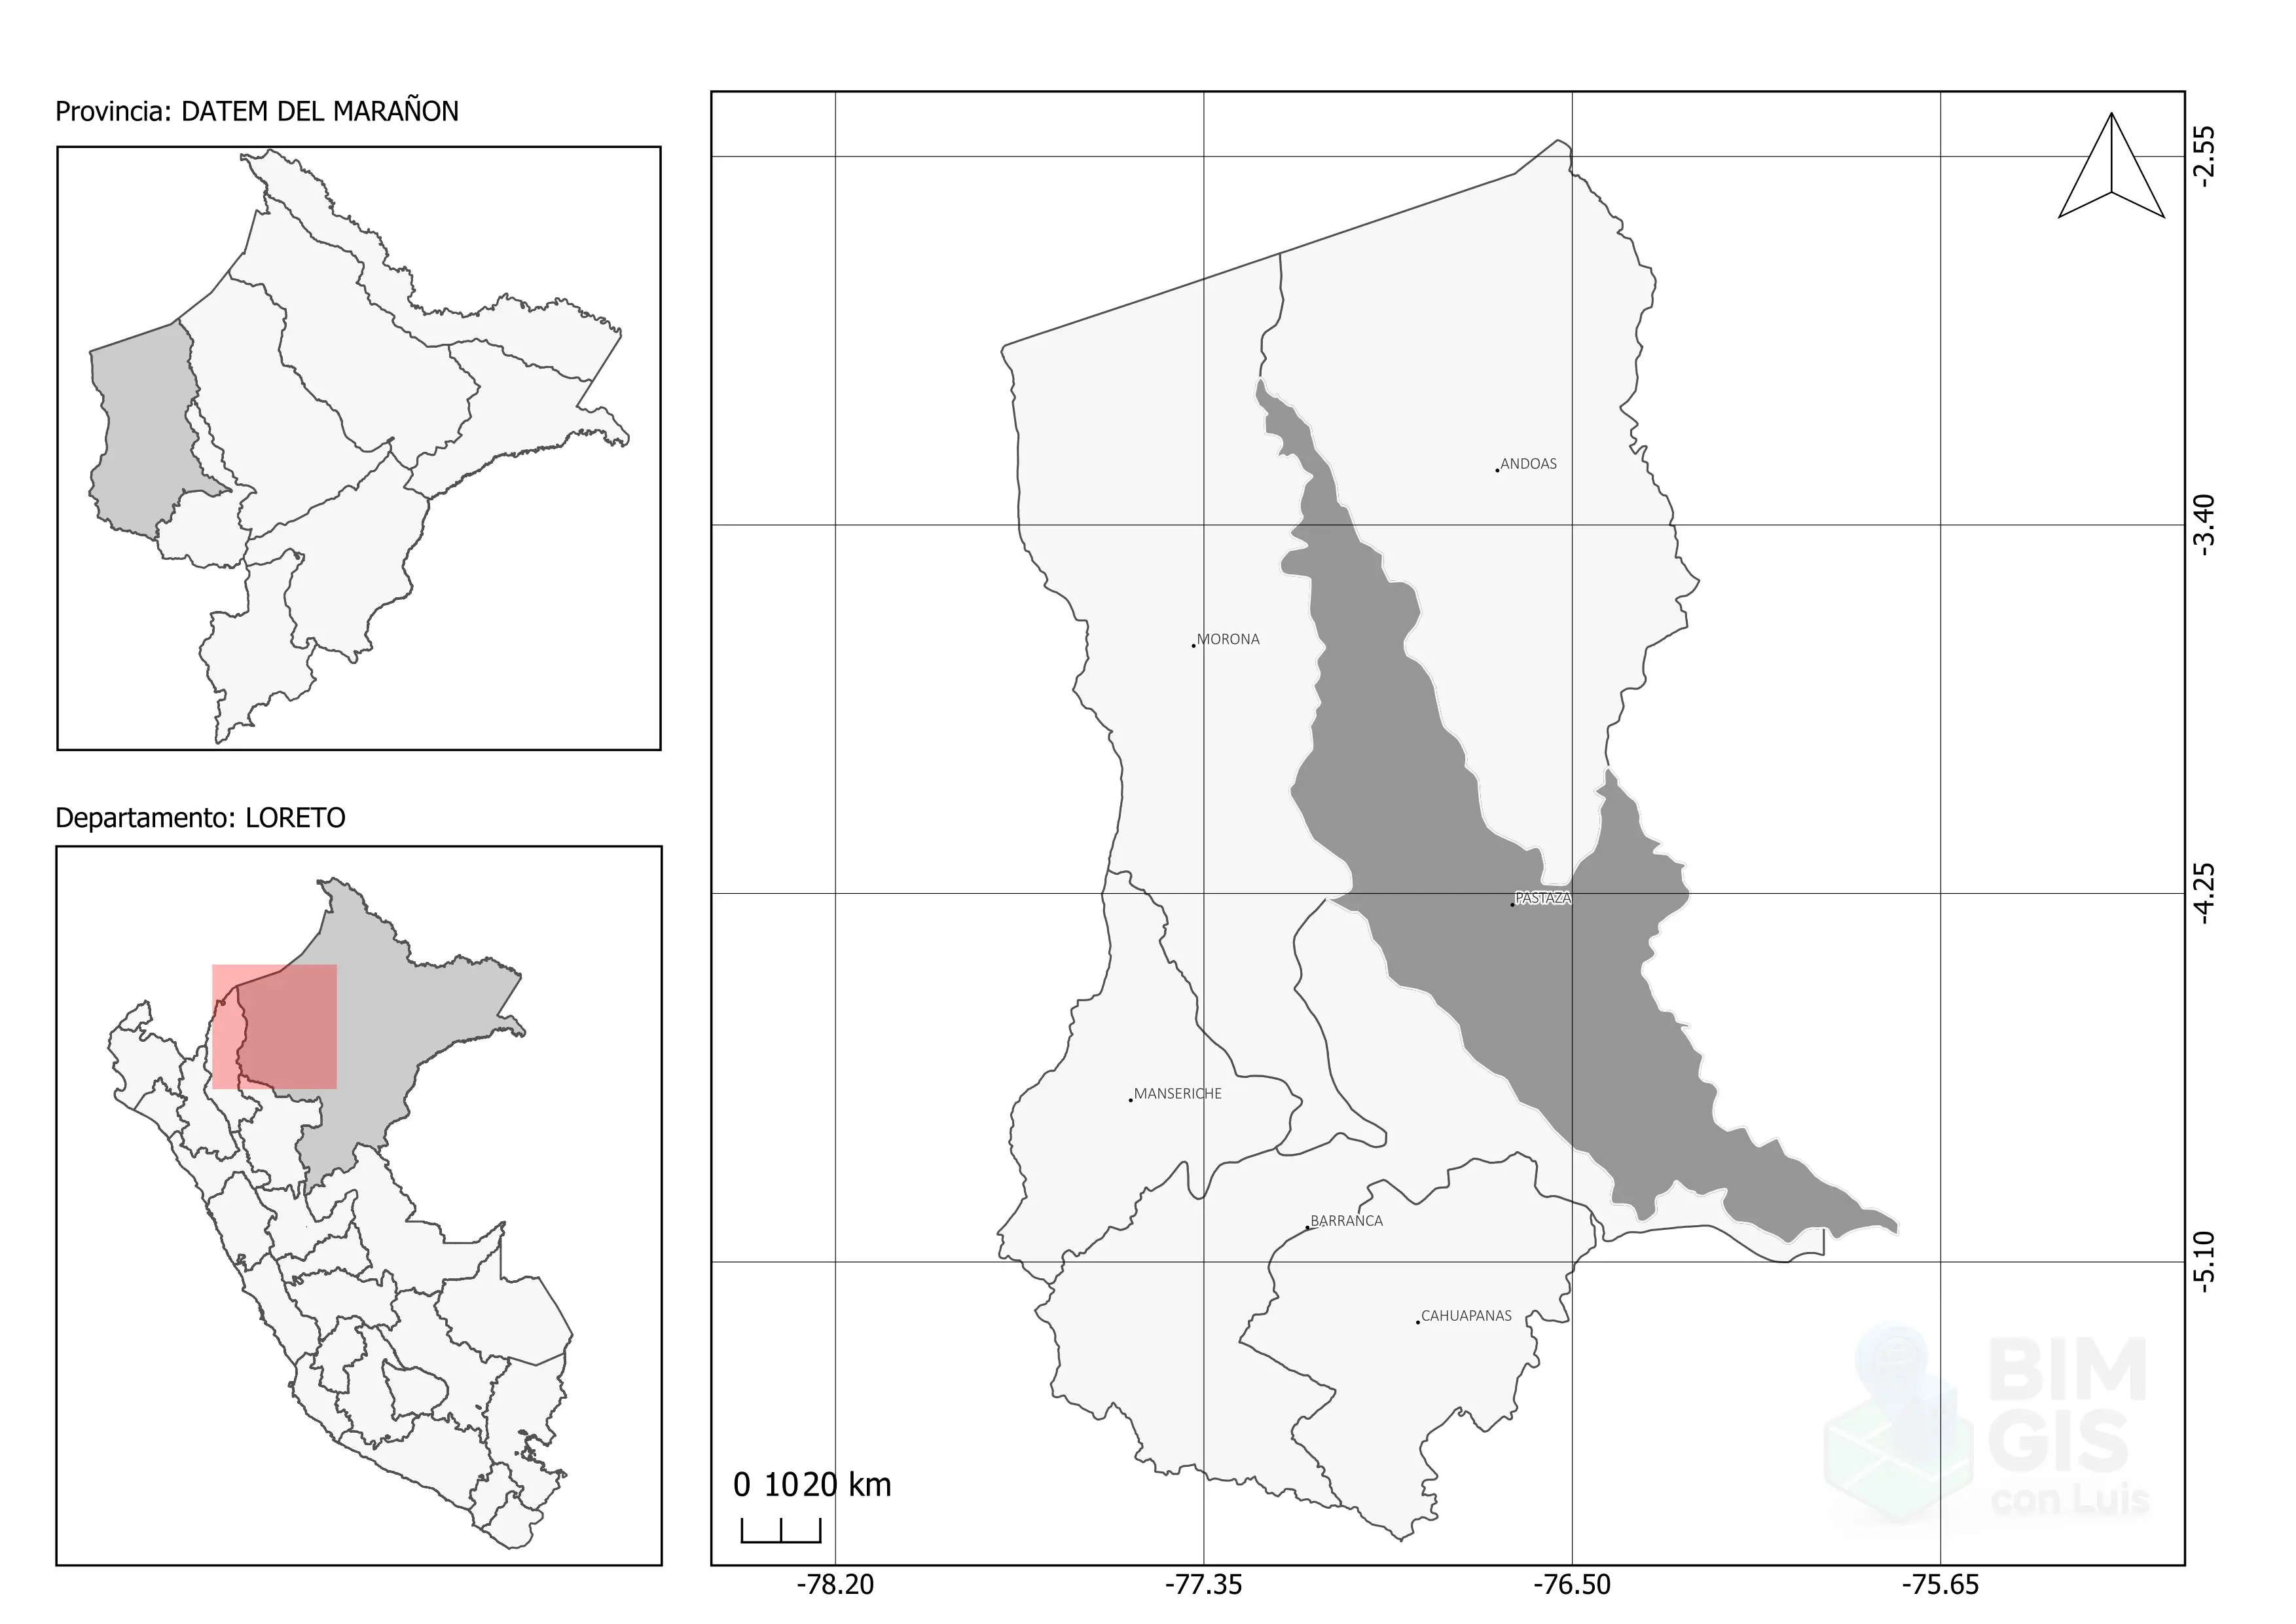 Provincia: DATEM DEL MARAÑON
Departamento: LORETO
-2.55
-3.40
-4.25
-5.10
ANDOAS
MORONA
PASTAZA
MANSERICHE
BARRANCA
CAHUAPANAS
BIM
GIS
con Luis
0 10 20 km
-78.20 -77.35 -76.50 -75.65